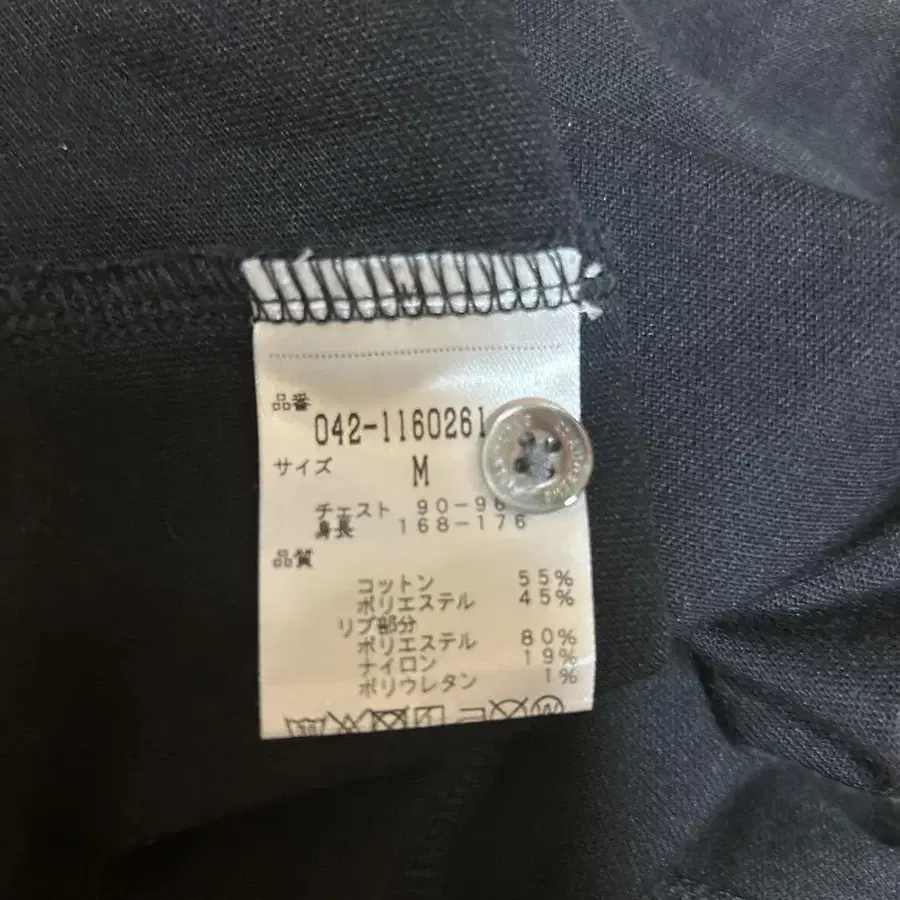 品番
042-1160261
サイズ M
チェスト 90-96
身長 168-176
品質
コットン 55%
ポリエステル 45%
リブ部分
ポリエステル 80%
ナイロン 19%
ポリウレタン 1%